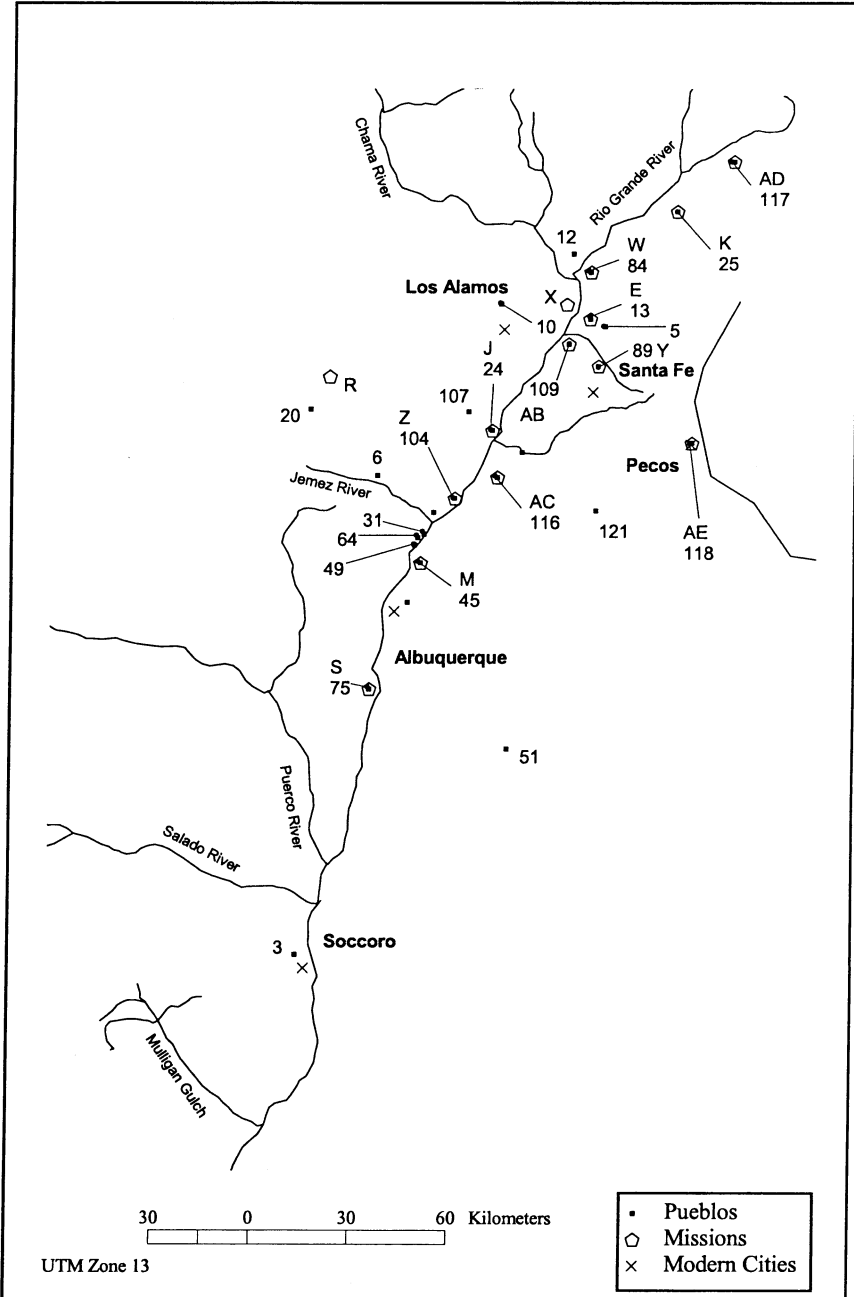 Chama River
Rio Grande River
AD
117
K
25
12
W
84
Los Alamos
X
E
13
10
5
J
24
89 Y
Santa Fe
109
R
107
20
AB
Z
104
6
Pecos
Jemez River
AC
116
31
121
AE
118
64
49
M
45
Albuquerque
S
75
51
Puerco River
Salado River
3
Soccoro
Mulligan Gulch
30 0 30 60 Kilometers
UTM Zone 13
Pueblos
Missions
Modern Cities